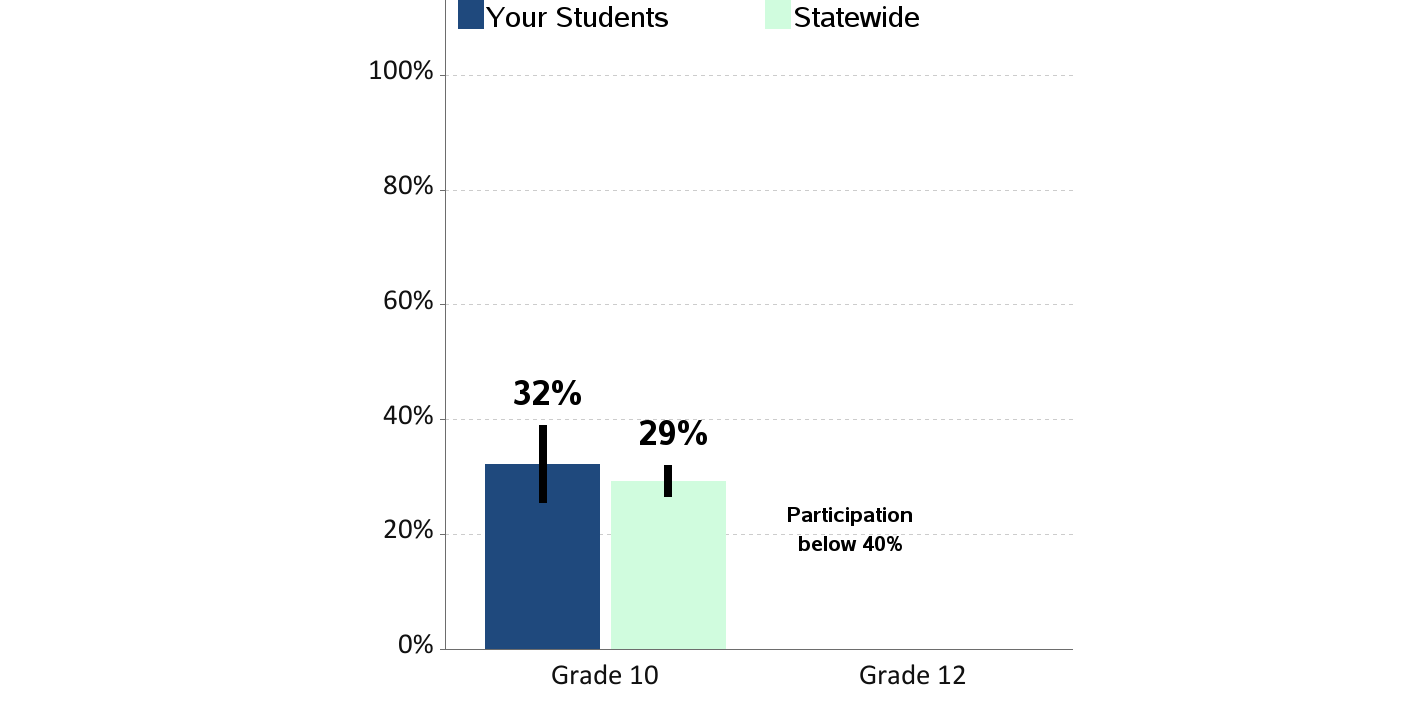 Your Students
Statewide
100%
80%
60%
40%
20%
0%
32%
29%
Participation
below 40%
Grade 10
Grade 12